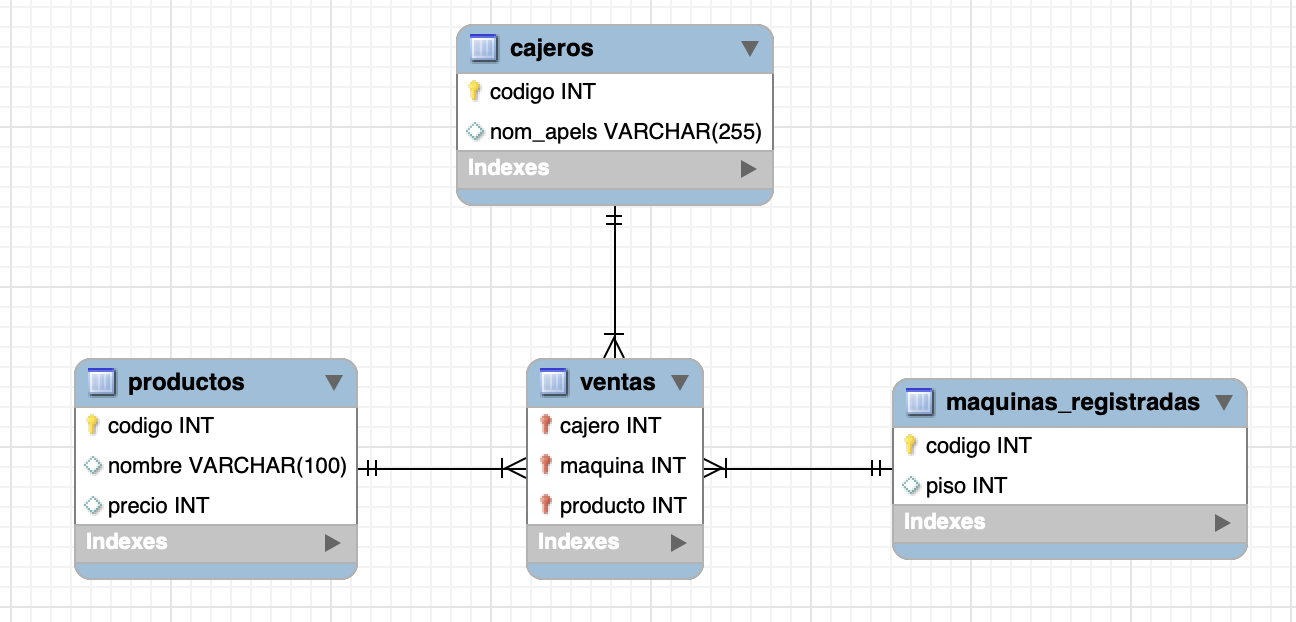 cajeros
codigo INT
nom_apels VARCHAR(255)
Indexes
productos
codigo INT
nombre VARCHAR(100)
precio INT
Indexes
ventas
cajero INT
maquina INT
producto INT
Indexes
maquinas_registradas
codigo INT
piso INT
Indexes